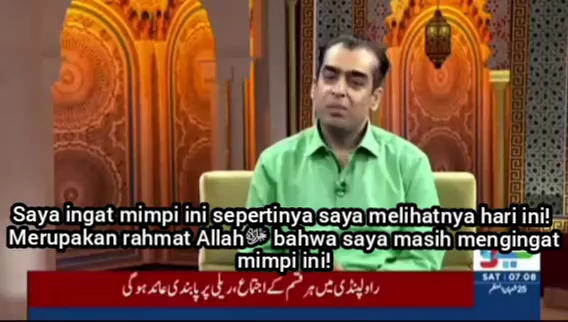 Saya ingat mimpi ini sepertinya saya melihatnya hari ini!
Merupakan rahmat Allahﷻ bahwa saya masih mengingat
mimpi ini!
SAT 07:08
راولپنڈی میں ہر قسم کے اجتماع، ریلی پر پابندی عائد ہوگی
25